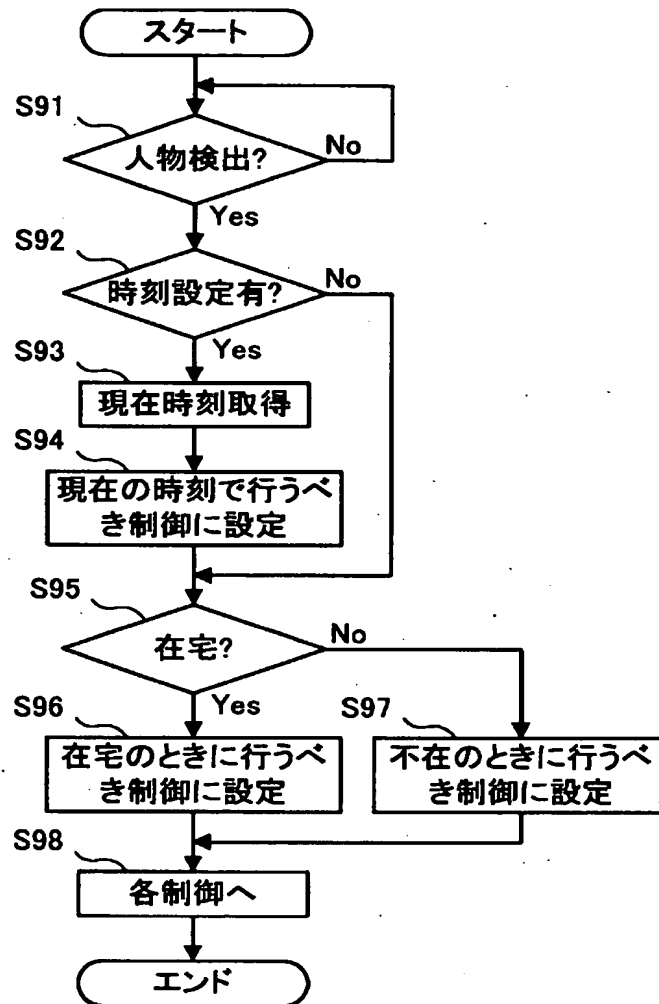 スタート
S91
人物検出?
No
Yes
S92
時刻設定有?
No
Yes
S93
現在時刻取得
S94
現在の時刻で行うべ
き制御に設定
S95
在宅?
No
Yes
S96
在宅のときに行うべ
き制御に設定
S97
不在のときに行うべ
き制御に設定
S98
各制御へ
エンド